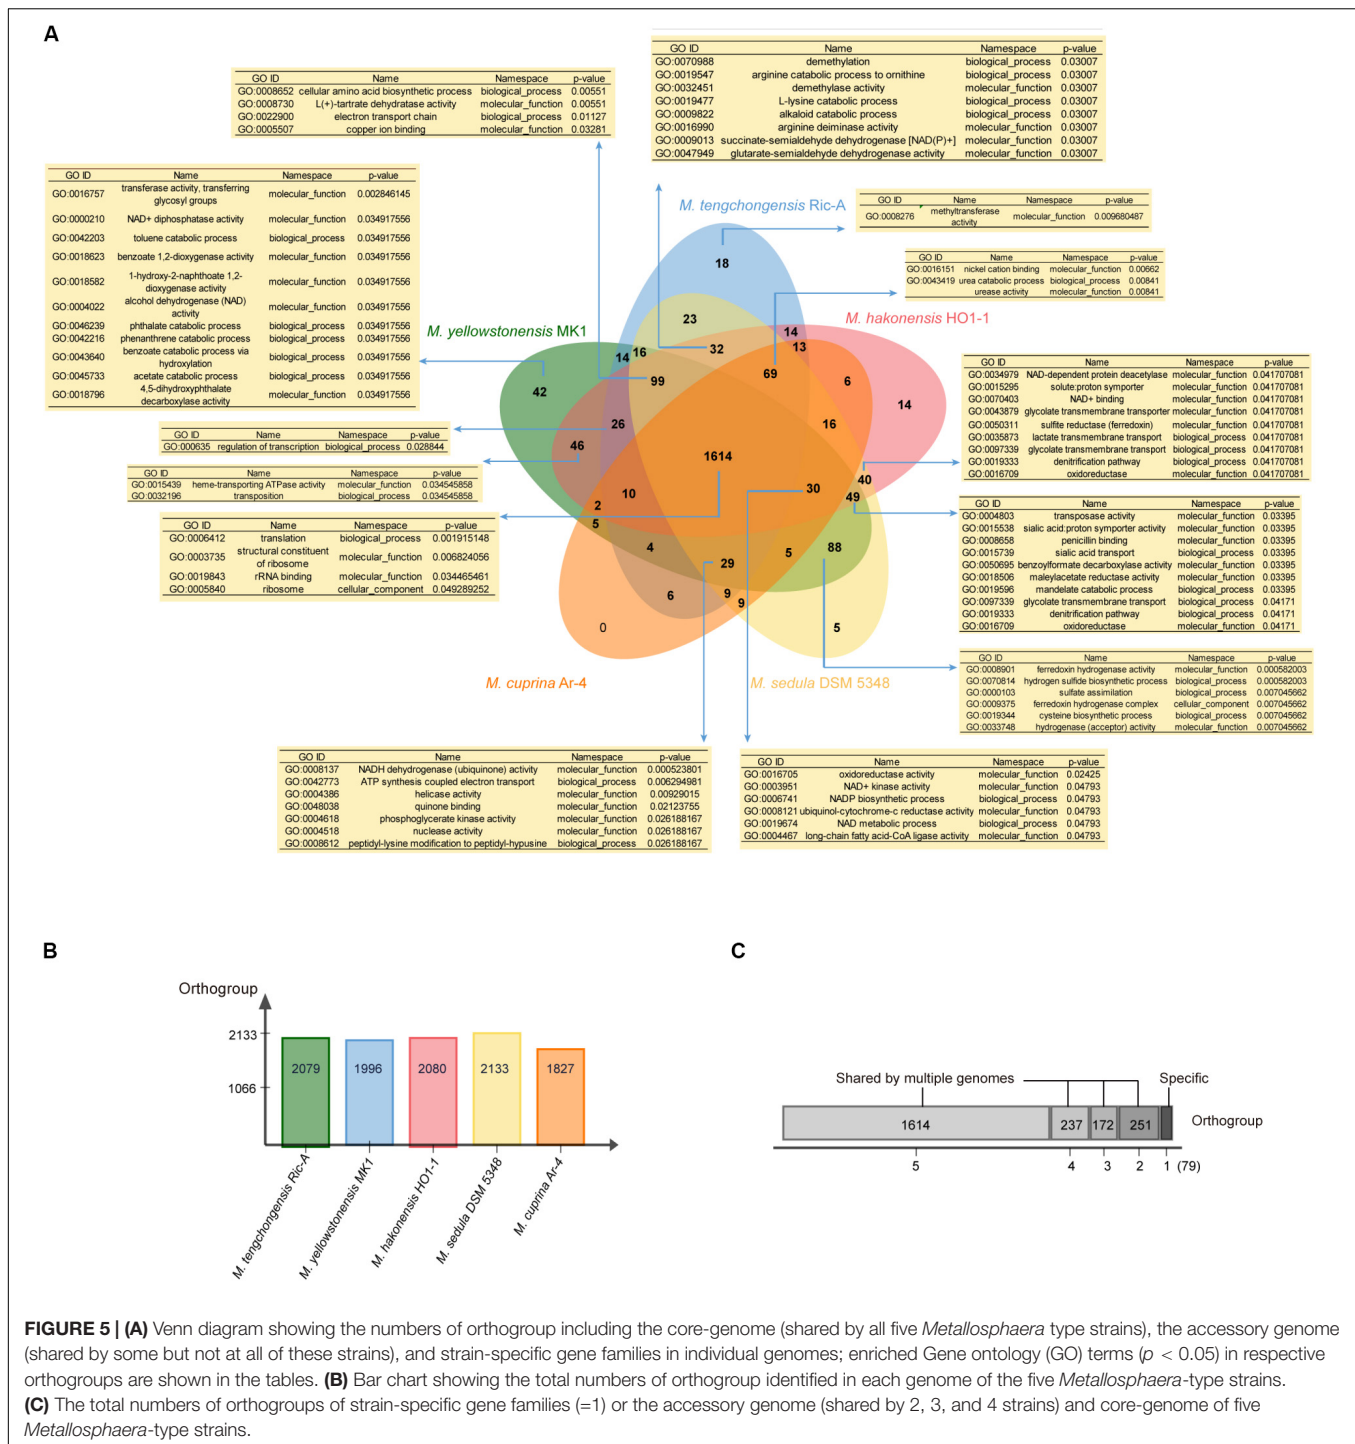 A
GO ID Name Namespace p-value
GO:0008652 cellular amino acid biosynthetic process biological_process 0.00551
GO:0008730 L(+)-tartrate dehydratase activity molecular_function 0.00551
GO:0022900 electron transport chain biological_process 0.01127
GO:0005507 copper ion binding molecular_function 0.03281
GO ID Name Namespace p-value
GO:0070988 demethylation biological_process 0.03007
GO:0019547 arginine catabolic process to ornithine biological_process 0.03007
GO:0032451 demethylase activity molecular_function 0.03007
GO:0019477 L-lysine catabolic process biological_process 0.03007
GO:0009822 alkaloid catabolic process biological_process 0.03007
GO:0016990 arginine deiminase activity molecular_function 0.03007
GO:0009013 succinate-semialdehyde dehydrogenase [NAD(P)+] molecular_function 0.03007
GO:0047949 glutarate-semialdehyde dehydrogenase activity molecular_function 0.03007
GO ID Name Namespace p-value
GO:0016757 transferase activity, transferring glycosyl groups molecular_function 0.002846145
GO:0000210 NAD+ diphosphatase activity molecular_function 0.034917556
GO:0042203 toluene catabolic process biological_process 0.034917556
GO:0018623 benzoate 1,2-dioxygenase activity molecular_function 0.034917556
GO:0018582 1-hydroxy-2-naphthoate 1,2-dioxygenase activity molecular_function 0.034917556
GO:0004022 alcohol dehydrogenase (NAD) activity molecular_function 0.034917556
GO:0046239 phthalate catabolic process biological_process 0.034917556
GO:0042216 phenanthrene catabolic process biological_process 0.034917556
GO:0043640 benzoate catabolic process via hydroxylation biological_process 0.034917556
GO:0045733 acetate catabolic process biological_process 0.034917556
GO:0018796 4,5-dihydroxyphthalate decarboxylase activity molecular_function 0.034917556
GO ID Name Namespace p-value
GO:0008276 methyltransferase activity molecular_function 0.009680487
GO ID Name Namespace p-value
GO:0016151 nickel cation binding molecular_function 0.00662
GO:0043419 urea catabolic process biological_process 0.00841
urease activity molecular_function 0.00841
M. tengchongensis Ric-A
M. hakonensis HO1-1
M. yellowstonensis MK1
18
23
14
13
14 16
32
69
6
42
99
14
26
16
46
1614
40
10
30
49
2
5
4
5
88
29
6
9
9
0
5
M. cuprina Ar-4
M. sedula DSM 5348
GO ID Name Namespace p-value
GO:000635 regulation of transcription biological_process 0.028844
GO ID Name Namespace p-value
GO:0015439 heme-transporting ATPase activity molecular_function 0.034545858
GO:0032196 transposition biological_process 0.034545858
GO ID Name Namespace p-value
GO:0006412 translation biological_process 0.001915148
GO:0003735 structural constituent of ribosome molecular_function 0.006824056
GO:0019843 rRNA binding molecular_function 0.034465461
GO:0005840 ribosome cellular_component 0.049289252
GO ID Name Namespace p-value
GO:0034979 NAD-dependent protein deacetylase molecular_function 0.041707081
GO:0015295 solute:proton symporter molecular_function 0.041707081
GO:0070403 NAD+ binding molecular_function 0.041707081
GO:0043879 glycolate transmembrane transporter molecular_function 0.041707081
GO:0050311 sulfite reductase (ferredoxin) molecular_function 0.041707081
GO:0035873 lactate transmembrane transport biological_process 0.041707081
GO:0097339 glycolate transmembrane transport biological_process 0.041707081
GO:0019333 denitrification pathway biological_process 0.041707081
GO:0016709 oxidoreductase molecular_function 0.041707081
GO ID Name Namespace p-value
GO:0004803 transposase activity molecular_function 0.03395
GO:0015538 sialic acid:proton symporter activity molecular_function 0.03395
GO:0008658 penicillin binding molecular_function 0.03395
GO:0015739 sialic acid transport biological_process 0.03395
GO:0050695 benzoylformate decarboxylase activity molecular_function 0.03395
GO:0018506 maleylacetate reductase activity molecular_function 0.03395
GO:0019596 mandelate catabolic process biological_process 0.03395
GO:0097339 glycolate transmembrane transport biological_process 0.04171
GO:0019333 denitrification pathway biological_process 0.04171
GO:0016709 oxidoreductase molecular_function 0.04171
GO ID Name Namespace p-value
GO:0008901 ferredoxin hydrogenase activity molecular_function 0.000582003
GO:0070814 hydrogen sulfide biosynthetic process biological_process 0.000582003
GO:0000103 sulfate assimilation biological_process 0.007045662
GO:0009375 ferredoxin hydrogenase complex cellular_component 0.007045662
GO:0019344 cysteine biosynthetic process biological_process 0.007045662
GO:0033748 hydrogenase (acceptor) activity molecular_function 0.007045662
GO ID Name Namespace p-value
GO:0008137 NADH dehydrogenase (ubiquinone) activity molecular_function 0.000523801
GO:0042773 ATP synthesis coupled electron transport biological_process 0.006294981
GO:0004386 helicase activity molecular_function 0.00929015
GO:0048038 quinone binding molecular_function 0.02123755
GO:0004618 phosphoglycerate kinase activity molecular_function 0.026188167
GO:0004518 nuclease activity molecular_function 0.026188167
GO:0008612 peptidyl-lysine modification to peptidyl-hypusine biological_process 0.026188167
GO ID Name Namespace p-value
GO:0016705 oxidoreductase activity molecular_function 0.02425
GO:0003951 NAD+ kinase activity molecular_function 0.04793
GO:0006741 NADP biosynthetic process biological_process 0.04793
GO:0008121 ubiquinol-cytochrome-c reductase activity molecular_function 0.04793
GO:0019674 NAD metabolic process biological_process 0.04793
GO:0004467 long-chain fatty acid-CoA ligase activity molecular_function 0.04793
B
Orthogroup
2133
1066
2079 1996 2080 2133 1827
M. tengchongensis Ric-A
M. yellowstonensis MK1
M. hakonensis HO1-1
M. sedula DSM 5348
M. cuprina Ar-4
C
Shared by multiple genomes Specific
1614 237 172 251 Orthogroup
5 4 3 2 1 (79)
FIGURE 5 | (A) Venn diagram showing the numbers of orthogroup including the core-genome (shared by all five Metallosphaera type strains), the accessory genome
(shared by some but not at all of these strains), and strain-specific gene families in individual genomes; enriched Gene ontology (GO) terms (p < 0.05) in respective
orthogroups are shown in the tables. (B) Bar chart showing the total numbers of orthogroup identified in each genome of the five Metallosphaera-type strains.
(C) The total numbers of orthogroups of strain-specific gene families (=1) or the accessory genome (shared by 2, 3, and 4 strains) and core-genome of five
Metallosphaera-type strains.